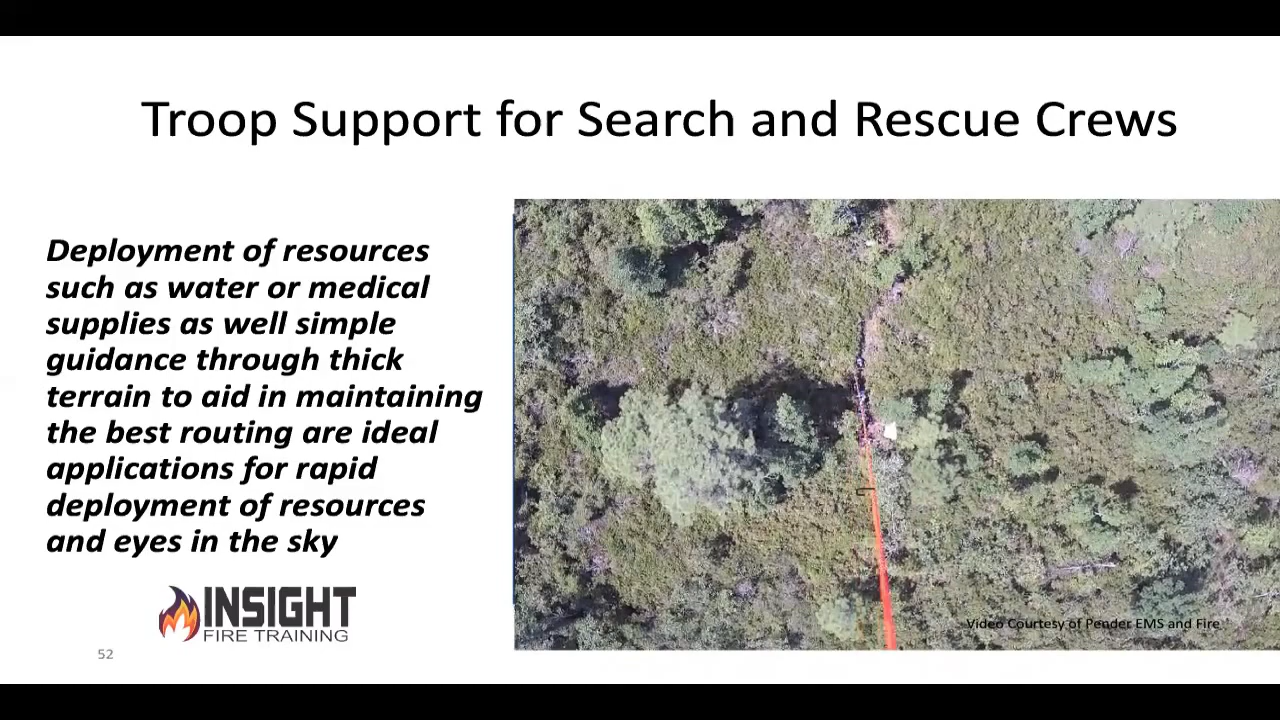 Troop Support for Search and Rescue Crews
Deployment of resources
such as water or medical
supplies as well simple
guidance through thick
terrain to aid in maintaining
the best routing are ideal
applications for rapid
deployment of resources
and eyes in the sky
INSIGHT
FIRE TRAINING
Video Courtesy of Pender EMS and Fire
52